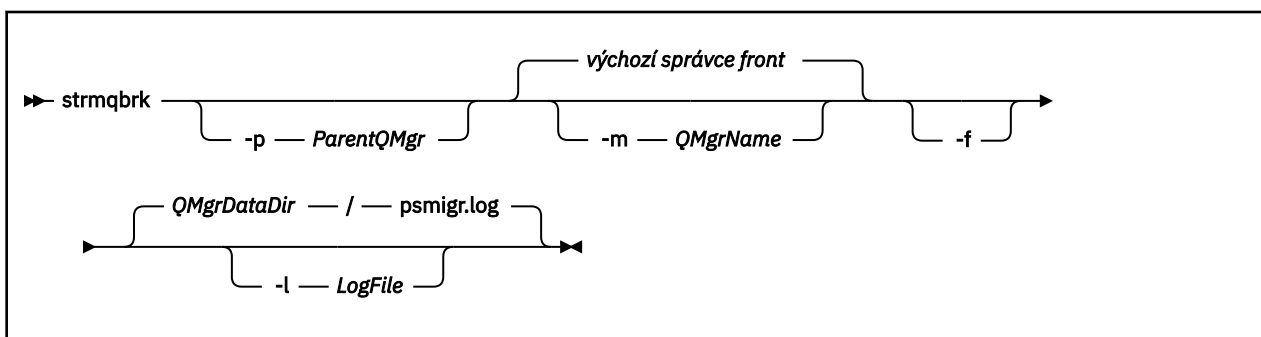 výchozí správce front
strmqbrk
-p ParentQMgr -m QMgrName -f
QMgrDataDir / psmigr.log
-l LogFile